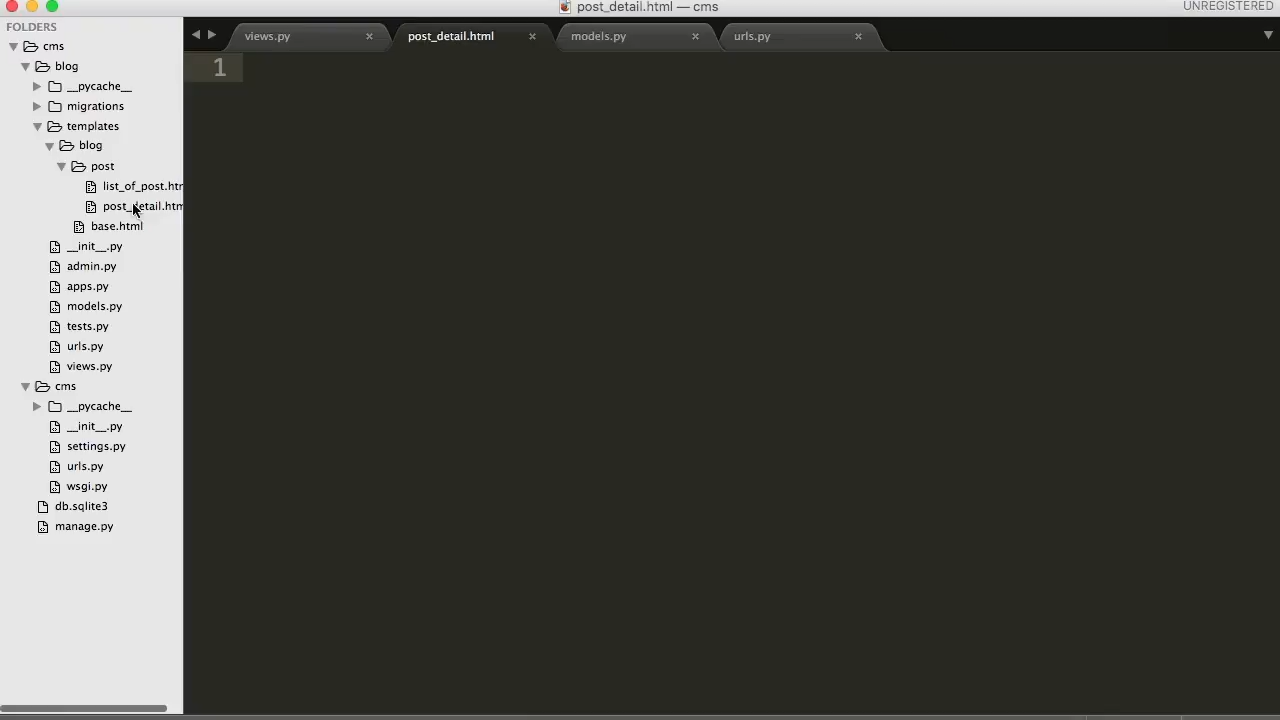 post_detail.html — cms
UNREGISTERED
FOLDERS
cms
blog
__pycache__
migrations
templates
blog
post
list_of_post.htm
post_detail.htm
base.html
__init__.py
admin.py
apps.py
models.py
tests.py
urls.py
views.py
cms
__pycache__
__init__.py
settings.py
urls.py
wsgi.py
db.sqlite3
manage.py
views.py
post_detail.html
models.py
urls.py
1